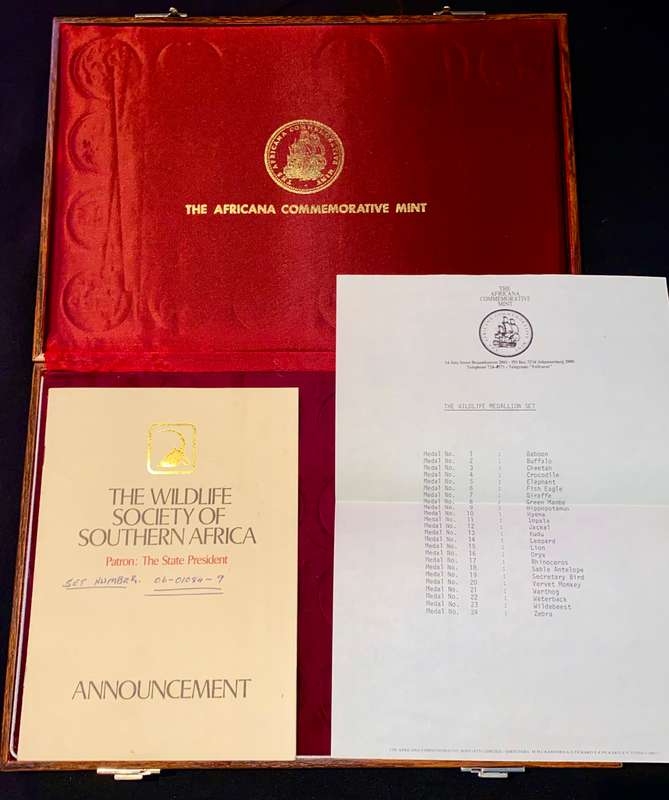 THE AFRICANA COMMEMORATIVE MINT
THE AFRICANA COMMEMORATIVE MINT
THE WILDLIFE
SOCIETY OF
SOUTHERN AFRICA
Patron: The State President
SET NUMBER. 06-01084-9
ANNOUNCEMENT
THE
AFRICANA
COMMEMORATIVE
MINT
THE WILDLIFE MEDALLION SET
Medal No. 1 : Baboon
Medal No. 2 : Buffalo
Medal No. 3 : Cheetah
Medal No. 4 : Crocodile
Medal No. 5 : Elephant
Medal No. 6 : Fish Eagle
Medal No. 7 : Giraffe
Medal No. 8 : Green Mamba
Medal No. 9 : Hippopotamus
Medal No. 10 : Hyena
Medal No. 11 : Impala
Medal No. 12 : Jackal
Medal No. 13 : Kudu
Medal No. 14 : Leopard
Medal No. 15 : Lion
Medal No. 16 : Oryx
Medal No. 17 : Rhinoceros
Medal No. 18 : Sable Antelope
Medal No. 19 : Secretary Bird
Medal No. 20 : Vervet Monkey
Medal No. 21 : Warthog
Medal No. 22 : Waterbuck
Medal No. 23 : Wildebeest
Medal No. 24 : Zebra